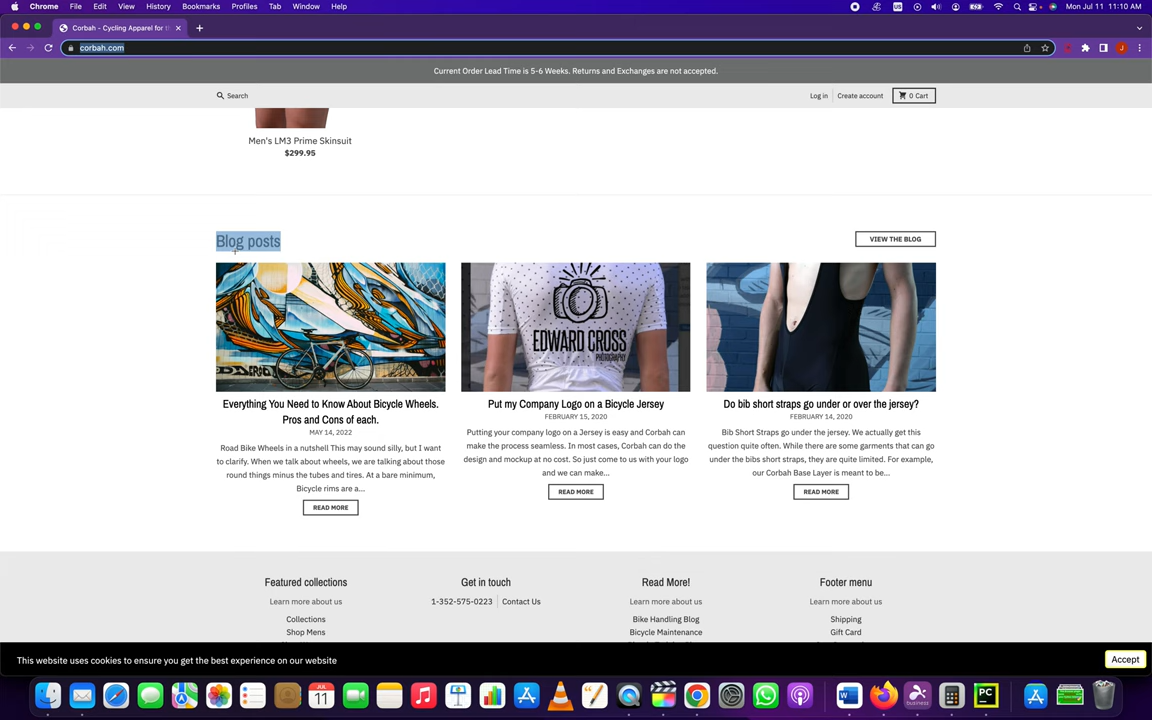 Chrome File Edit View History Bookmarks Profiles Tab Window Help
Mon Jul 11 11:10 AM
Corbah - Cycling Apparel for
corbah.com
Current Order Lead Time is 5-6 Weeks. Returns and Exchanges are not accepted.
Search
Log in Create account 0 Cart
Men's LM3 Prime Skinsuit
$299.95
Blog posts
VIEW THE BLOG
EDWARD CROSS
PHOTOGRAPHY
Everything You Need to Know About Bicycle Wheels.
Pros and Cons of each.
MAY 14, 2022
Road Bike Wheels in a nutshell This may sound silly, but I want
to clarify. When we talk about wheels, we are talking about those
round things minus the tubes and tires. At a bare minimum,
Bicycle rims are a...
READ MORE
Put my Company Logo on a Bicycle Jersey
FEBRUARY 15, 2020
Putting your company logo on a Jersey is easy and Corbah can
make the process seamless. In most cases, Corbah can do the
design and mockup at no cost. So just come to us with your logo
and we can make...
READ MORE
Do bib short straps go under or over the jersey?
FEBRUARY 14, 2020
Bib Short Straps go under the jersey. We actually get this
question quite often. While there are some garments that can go
under the bibs short straps, they are quite limited. For example,
our Corbah Base Layer is meant to be...
READ MORE
Featured collections
Learn more about us
Collections
Shop Mens
Get in touch
1-352-575-0223 Contact Us
Read More!
Learn more about us
Bike Handling Blog
Bicycle Maintenance
Footer menu
Learn more about us
Shipping
Gift Card
This website uses cookies to ensure you get the best experience on our website
Accept